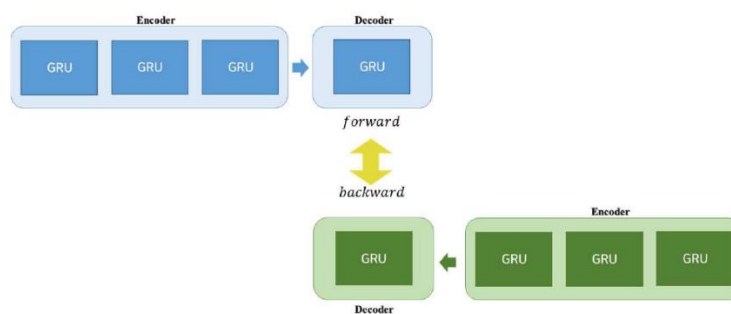 Encoder
Decoder
GRU GRU GRU GRU
forward
backward
Encoder
GRU GRU GRU GRU
Decoder